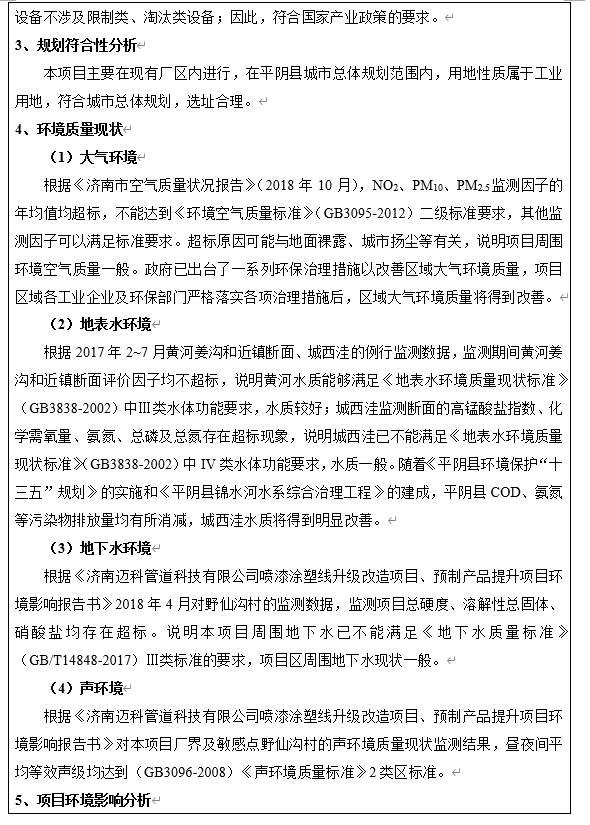 设备不涉及限制类、淘汰类设备；因此，符合国家产业政策的要求。
3、规划符合性分析
本项目主要在现有厂区内进行，在平阴县城市总体规划范围内，用地性质属于工业
用地，符合城市总体规划，选址合理。
4、环境质量现状
（1）大气环境
根据《济南市空气质量状况报告》（2018 年 10 月），NO2、PM10、PM2.5 监测因子的
年均值均超标，不能达到《环境空气质量标准》（GB3095-2012）二级标准要求，其他监
测因子可以满足标准要求。超标原因可能与地面裸露、城市扬尘等有关，说明项目周围
环境空气质量一般。政府已出台了一系列环保治理措施以改善区域大气环境质量，项目
区域各工业企业及环保部门严格落实各项治理措施后，区域大气环境质量将得到改善。
（2）地表水环境
根据 2017 年 2~7 月黄河姜沟和近镇断面、城西洼的例行监测数据，监测期间黄河姜
沟和近镇断面评价因子均不超标，说明黄河水质能够满足《地表水环境质量现状标准》
（GB3838-2002）中Ⅲ类水体功能要求，水质较好；城西洼监测断面的高锰酸盐指数、化
学需氧量、氨氮、总磷及总氮存在超标现象，说明城西洼已不能满足《地表水环境质量
现状标准》（GB3838-2002）中 IV 类水体功能要求，水质一般。随着《平阴县环境保护“十
三五”规划》的实施和《平阴县锦水河水系综合治理工程》的建成，平阴县 COD、氨氮
等污染物排放量均有所消减，城西洼水质将得到明显改善。
（3）地下水环境
根据《济南迈科管道科技有限公司喷漆涂塑线升级改造项目、预制产品提升项目环
境影响报告书》2018 年 4 月对野仙沟村的监测数据，监测项目总硬度、溶解性总固体、
硝酸盐均存在超标。说明本项目周围地下水已不能满足《地下水质量标准》
（GB/T14848-2017）Ⅲ类标准的要求，项目区周围地下水现状一般。
（4）声环境
根据《济南迈科管道科技有限公司喷漆涂塑线升级改造项目、预制产品提升项目环
境影响报告书》对本项目厂界及敏感点野仙沟村的声环境质量现状监测结果，昼夜间平
均等效声级均达到（GB3096-2008）《声环境质量标准》2 类区标准。
5、项目环境影响分析